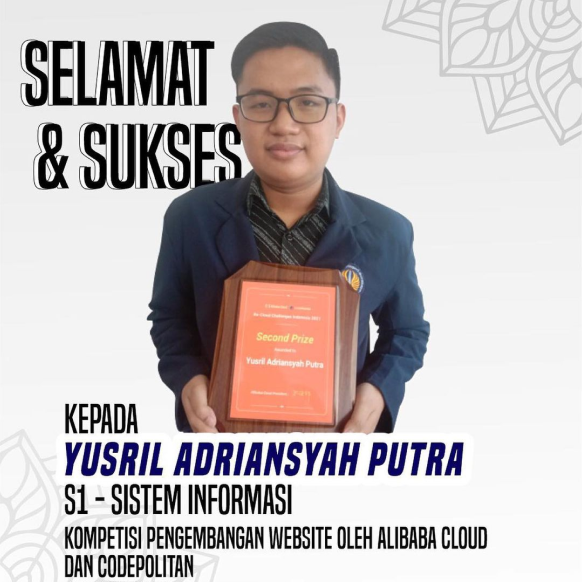 SELAMAT
& SUKSES
Second Prize
Yusril Adriansyah Putra
KEPADA
YUSRIL ADRIANSYAH PUTRA
S1 - SISTEM INFORMASI
KOMPETISI PENGEMBANGAN WEBSITE OLEH ALIBABA CLOUD
DAN CODEPOLITAN